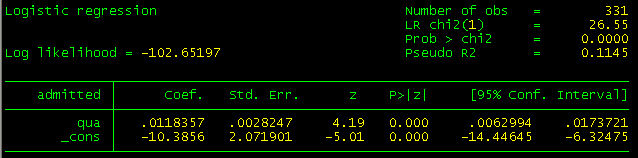 Logistic regression Number of obs = 331
LR chi2(1) = 26.55
Prob > chi2 = 0.0000
Log likelihood = -102.65197 Pseudo R2 = 0.1145
admitted Coef. Std. Err. z P>|z| [95% Conf. Interval]
qua .0118357 .0028247 4.19 0.000 .0062994 .0173721
_cons -10.3856 2.071901 -5.01 0.000 -14.44645 -6.32475